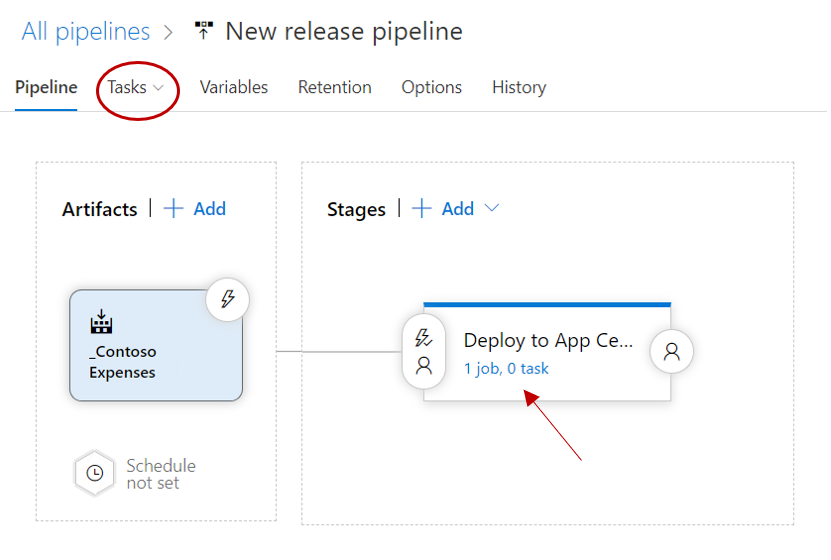 All pipelines > New release pipeline
Pipeline Tasks Variables Retention Options History
Artifacts | + Add
Stages | + Add
_Contoso
Expenses
Deploy to App Ce...
1 job, 0 task
Schedule
not set